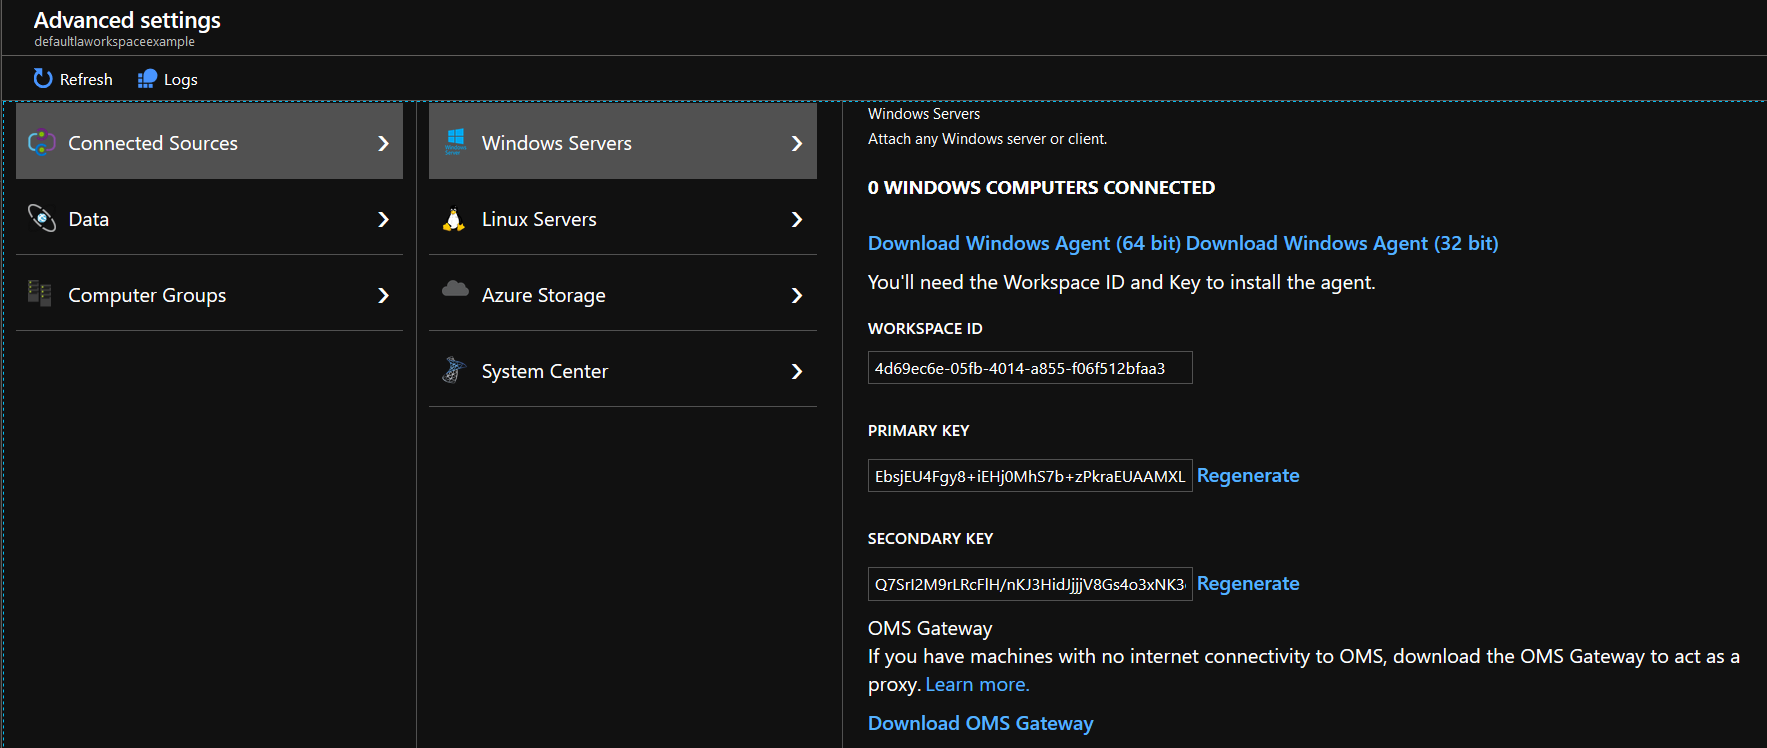 Advanced settings
defaultlaworkspaceexample
Refresh
Logs
Connected Sources
Data
Computer Groups
Windows Servers
Linux Servers
Azure Storage
System Center
Windows Servers
Attach any Windows server or client.
0 WINDOWS COMPUTERS CONNECTED
Download Windows Agent (64 bit) Download Windows Agent (32 bit)
You'll need the Workspace ID and Key to install the agent.
WORKSPACE ID
4d69ec6e-05fb-4014-a855-f06f512bfaa3
PRIMARY KEY
EbsjEU4Fgy8+iEHj0MhS7b+zPkraEUAAMXL Regenerate
SECONDARY KEY
Q7SrI2M9rLRcFlH/nKJ3HidJjjjV8Gs4o3xNK3 Regenerate
OMS Gateway
If you have machines with no internet connectivity to OMS, download the OMS Gateway to act as a
proxy. Learn more.
Download OMS Gateway